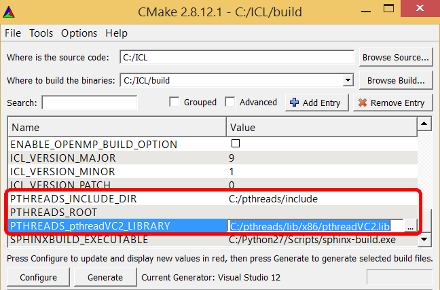 CMake 2.8.12.1 - C:/ICL/build
File Tools Options Help
Where is the source code: C:/ICL Browse Source...
Where to build the binaries: C:/ICL/build Browse Build...
Search: Grouped Advanced Add Entry Remove Entry
Name Value
ENABLE_OPENMP_BUILD_OPTION
ICL_VERSION_MAJOR 9
ICL_VERSION_MINOR 1
ICL_VERSION_PATCH 0
PTHREADS_INCLUDE_DIR C:/pthreads/include
PTHREADS_ROOT
PTHREADS_pthreadVC2_LIBRARY C:/pthreads/lib/x86/pthreadVC2.lib ...
SPHINXBUILD_EXECUTABLE C:/Python27/Scripts/sphinx-build.exe
Press Configure to update and display new values in red, then press Generate to generate selected build files.
Configure Generate Current Generator: Visual Studio 12